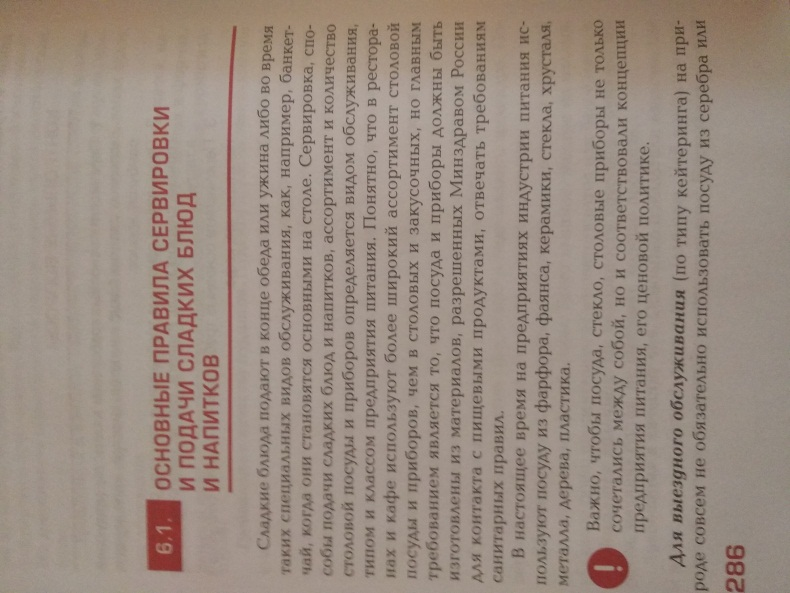 6.1. ОСНОВНЫЕ ПРАВИЛА СЕРВИРОВКИ
И ПОДАЧИ СЛАДКИХ БЛЮД
И НАПИТКОВ
Сладкие блюда подают в конце обеда или ужина либо во время
таких специальных видов обслуживания, как, например, банкет-
чай, когда они становятся основными на столе. Сервировка, спо-
собы подачи сладких блюд и напитков, ассортимент и количество
столовой посуды и приборов определяется видом обслуживания,
типом и классом предприятия питания. Понятно, что в рестора-
нах и кафе используют более широкий ассортимент столовой
посуды и приборов, чем в столовых и закусочных, но главным
требованием является то, что посуда и приборы должны быть
изготовлены из материалов, разрешенных Минздравом России
для контакта с пищевыми продуктами, отвечать требованиям
санитарных правил.
В настоящее время на предприятиях индустрии питания ис-
пользуют посуду из фарфора, фаянса, керамики, стекла, хрусталя,
металла, дерева, пластика.
! Важно, чтобы посуда, стекло, столовые приборы не только
сочетались между собой, но и соответствовали концепции
предприятия питания, его ценовой политике.
Для выездного обслуживания (по типу кейтеринга) на при-
роде совсем не обязательно использовать посуду из серебра или
286